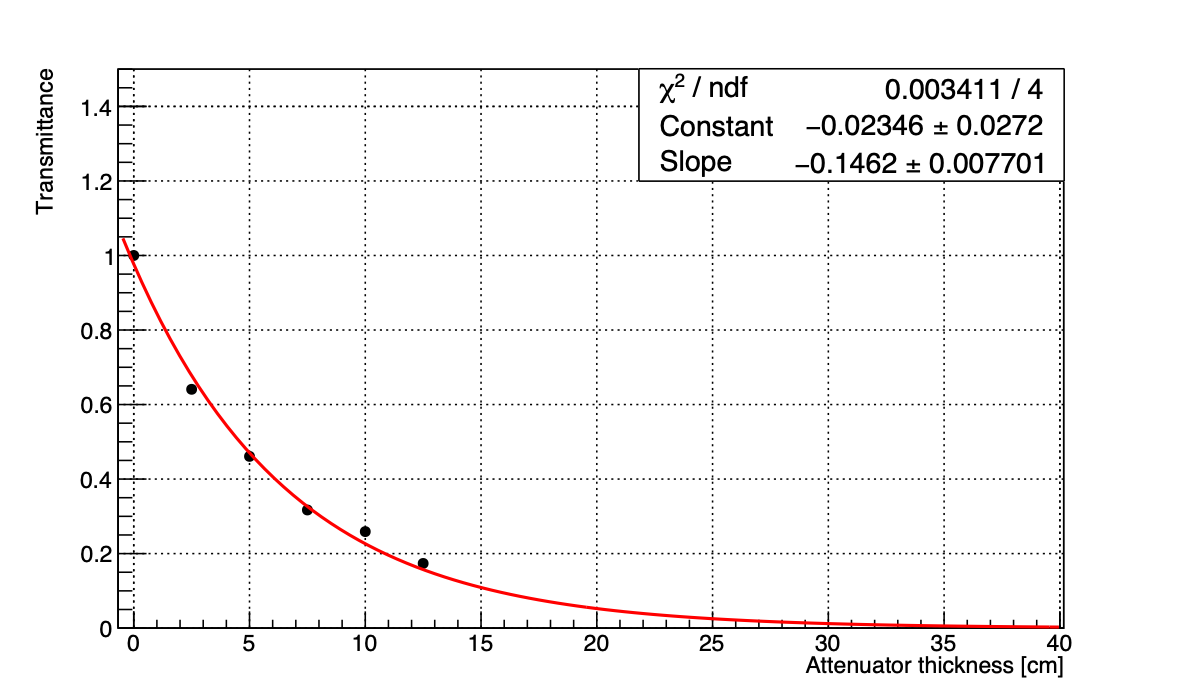 Transmittance
χ² / ndf 0.003411 / 4
Constant −0.02346 ± 0.0272
Slope −0.1462 ± 0.007701
1.4
1.2
1
0.8
0.6
0.4
0.2
0
0 5 10 15 20 25 30 35 40
Attenuator thickness [cm]